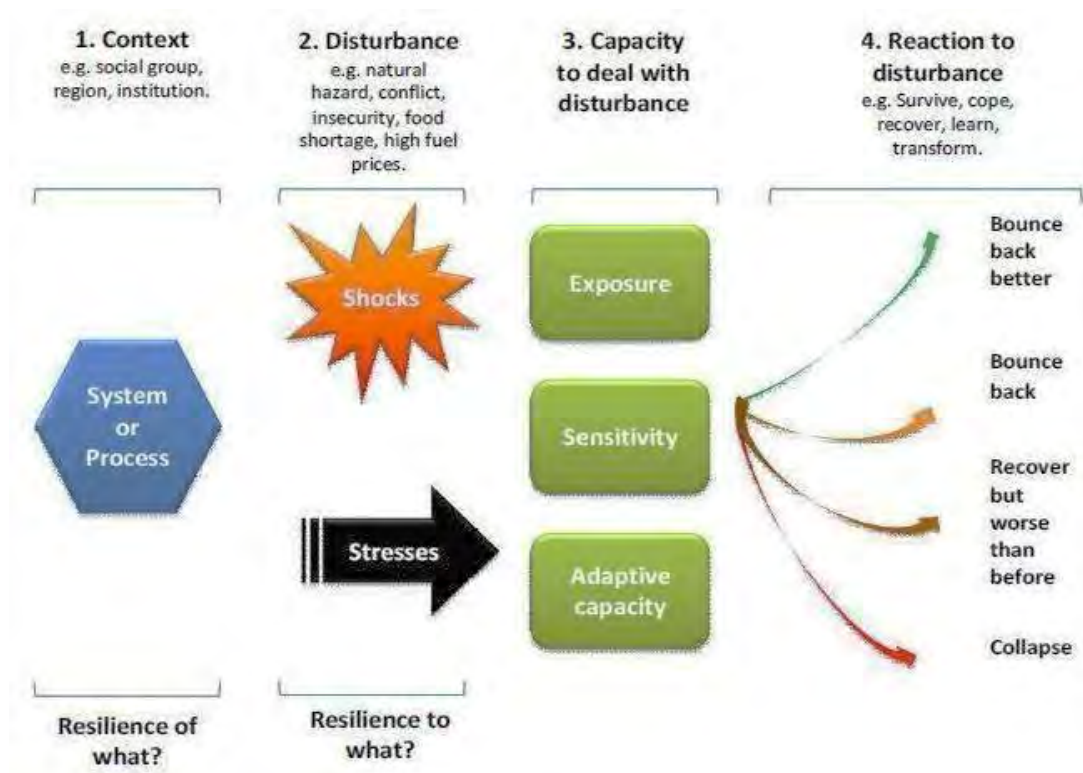 1. Context
e.g. social group,
region, institution.
2. Disturbance
e.g. natural
hazard, conflict,
insecurity, food
shortage, high fuel
prices.
3. Capacity
to deal with
disturbance
4. Reaction to
disturbance
e.g. Survive, cope,
recover, learn,
transform.
System
or
Process
Shocks
Stresses
Exposure
Sensitivity
Adaptive
capacity
Bounce
back
better
Bounce
back
Recover
but
worse
than
before
Collapse
Resilience of
what?
Resilience to
what?